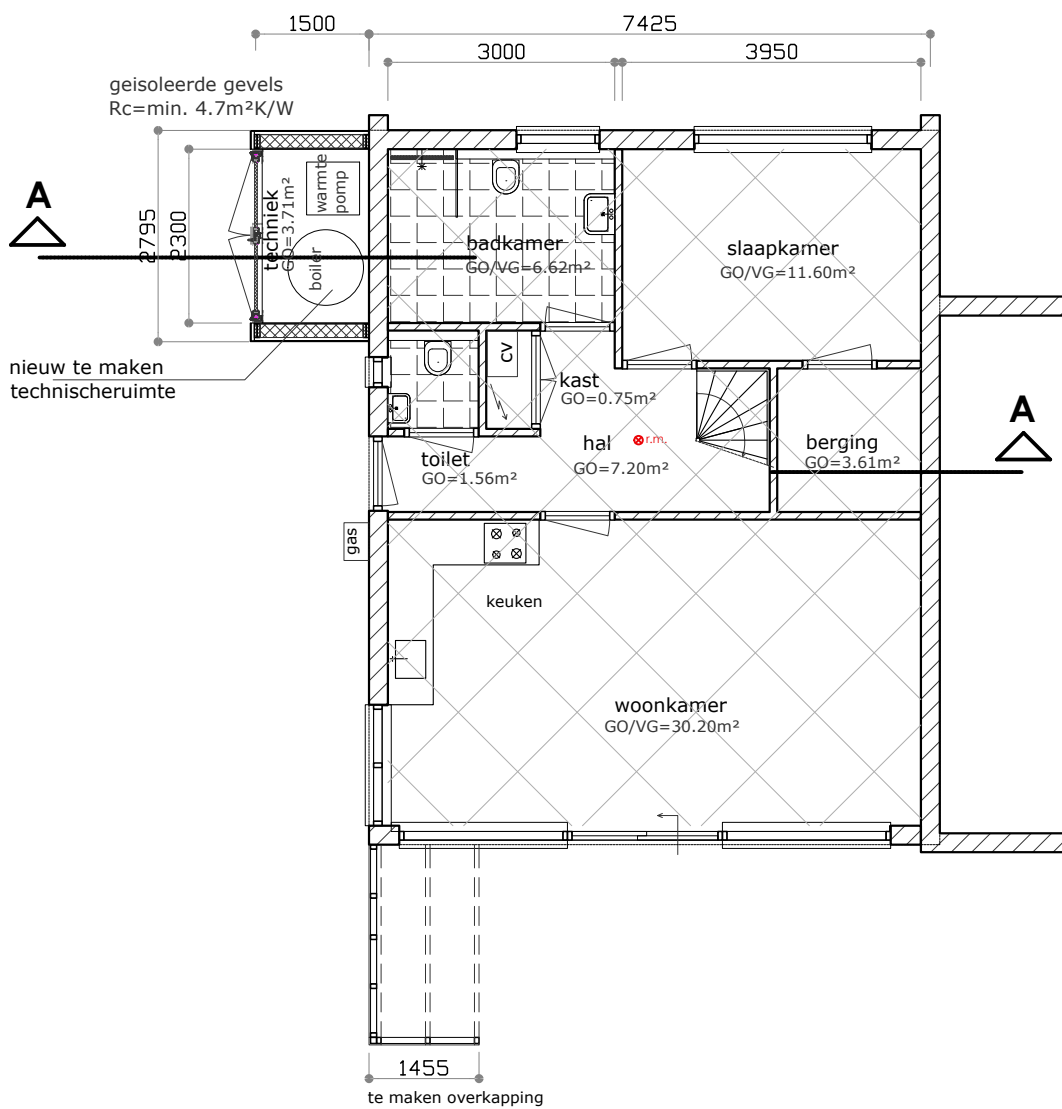 1500
7425
3000
3950
geisoleerde gevels
Rc=min. 4.7m²K/W
A
2795
2300
techniek
GO=3.71m²
warmte
pomp
boiler
badkamer
GO/VG=6.62m²
slaapkamer
GO/VG=11.60m²
nieuw te maken
technischeruimte
cv
kast
GO=0.75m²
A
toilet
GO=1.56m²
hal
GO=7.20m²
r.m.
berging
GO=3.61m²
gas
keuken
woonkamer
GO/VG=30.20m²
1455
te maken overkapping